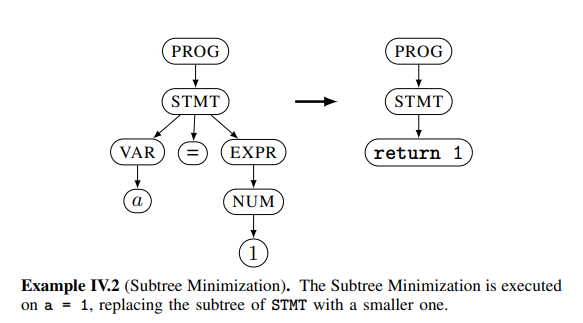 PROG PROG
STMT STMT
VAR = EXPR return 1
a NUM
1
Example IV.2 (Subtree Minimization). The Subtree Minimization is executed
on a = 1, replacing the subtree of STMT with a smaller one.